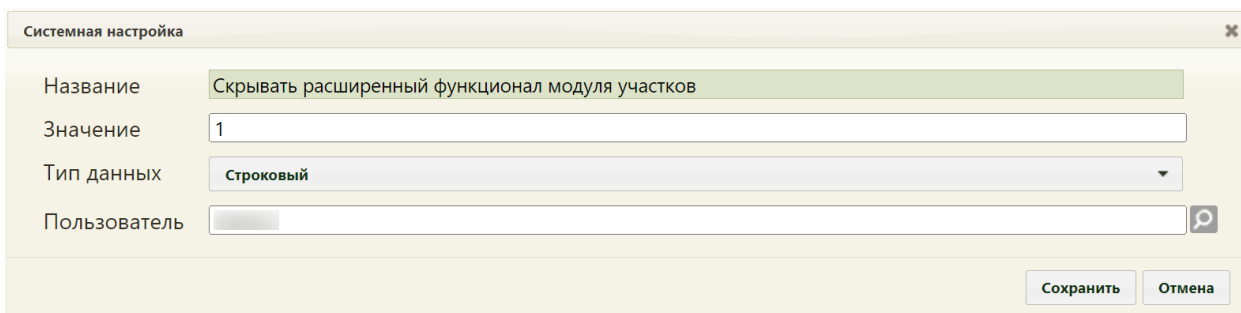 Системная настройка
Название Скрывать расширенный функционал модуля участков
Значение 1
Тип данных Строковый
Пользователь
Сохранить Отмена